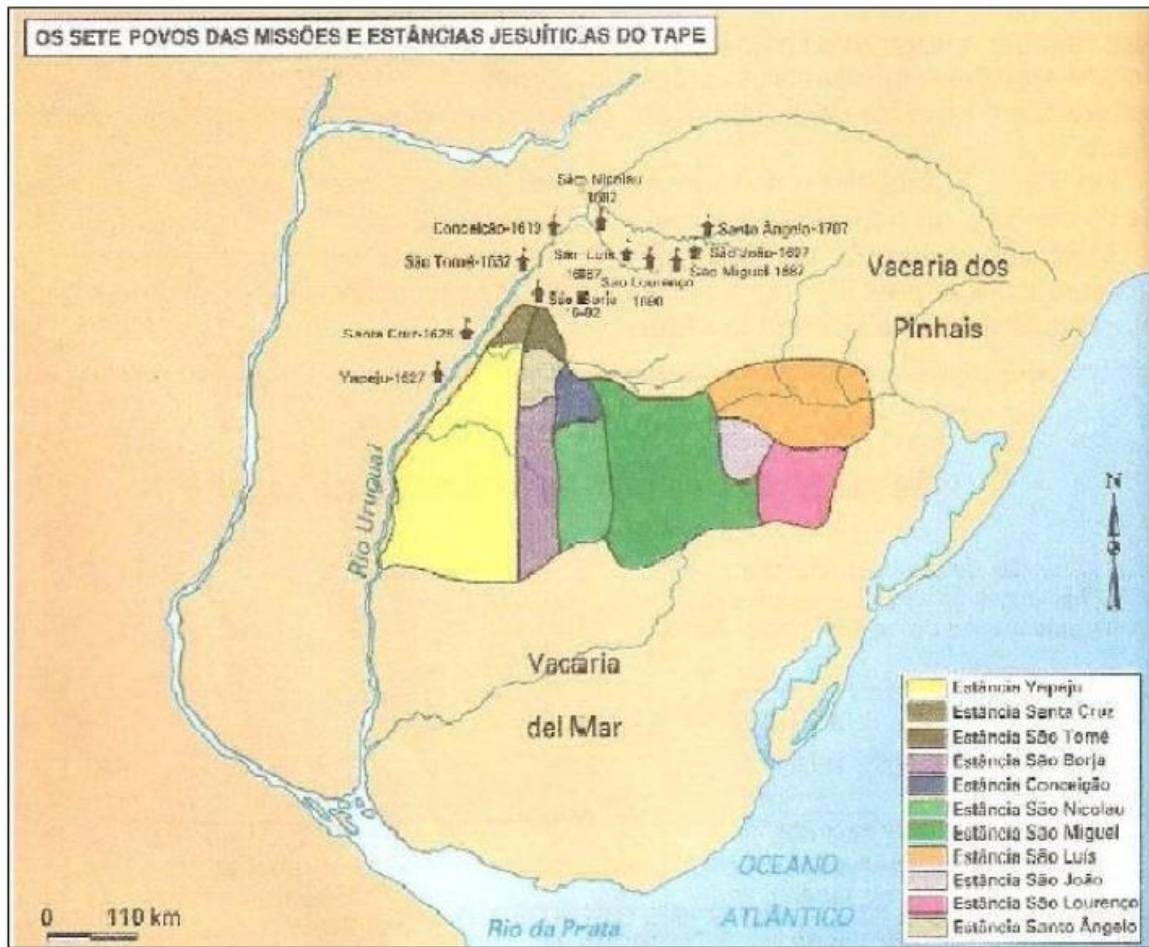 OS SETE POVOS DAS MISSÕES E ESTÂNCIAS JESUÍTICAS DO TAPE
São Nicolau
Conceição-1619
Santo Ângelo-1707
São Tomé-1632
São Luís
1687
São João-1697
São Miguel-1687
São Lourenço
1690
São Borja
Santa Cruz-1628
Yapeju-1627
Vacaria dos
Pinhais
Rio Uruguai
N
Vacaria
del Mar
OCEANO
ATLÂNTICO
Rio da Prata
0 110 km
Estância Yapeju
Estância Santa Cruz
Estância São Tomé
Estância São Borja
Estância Conceição
Estância São Nicolau
Estância São Miguel
Estância São Luís
Estância São João
Estância São Lourenço
Estância Santo Ângelo